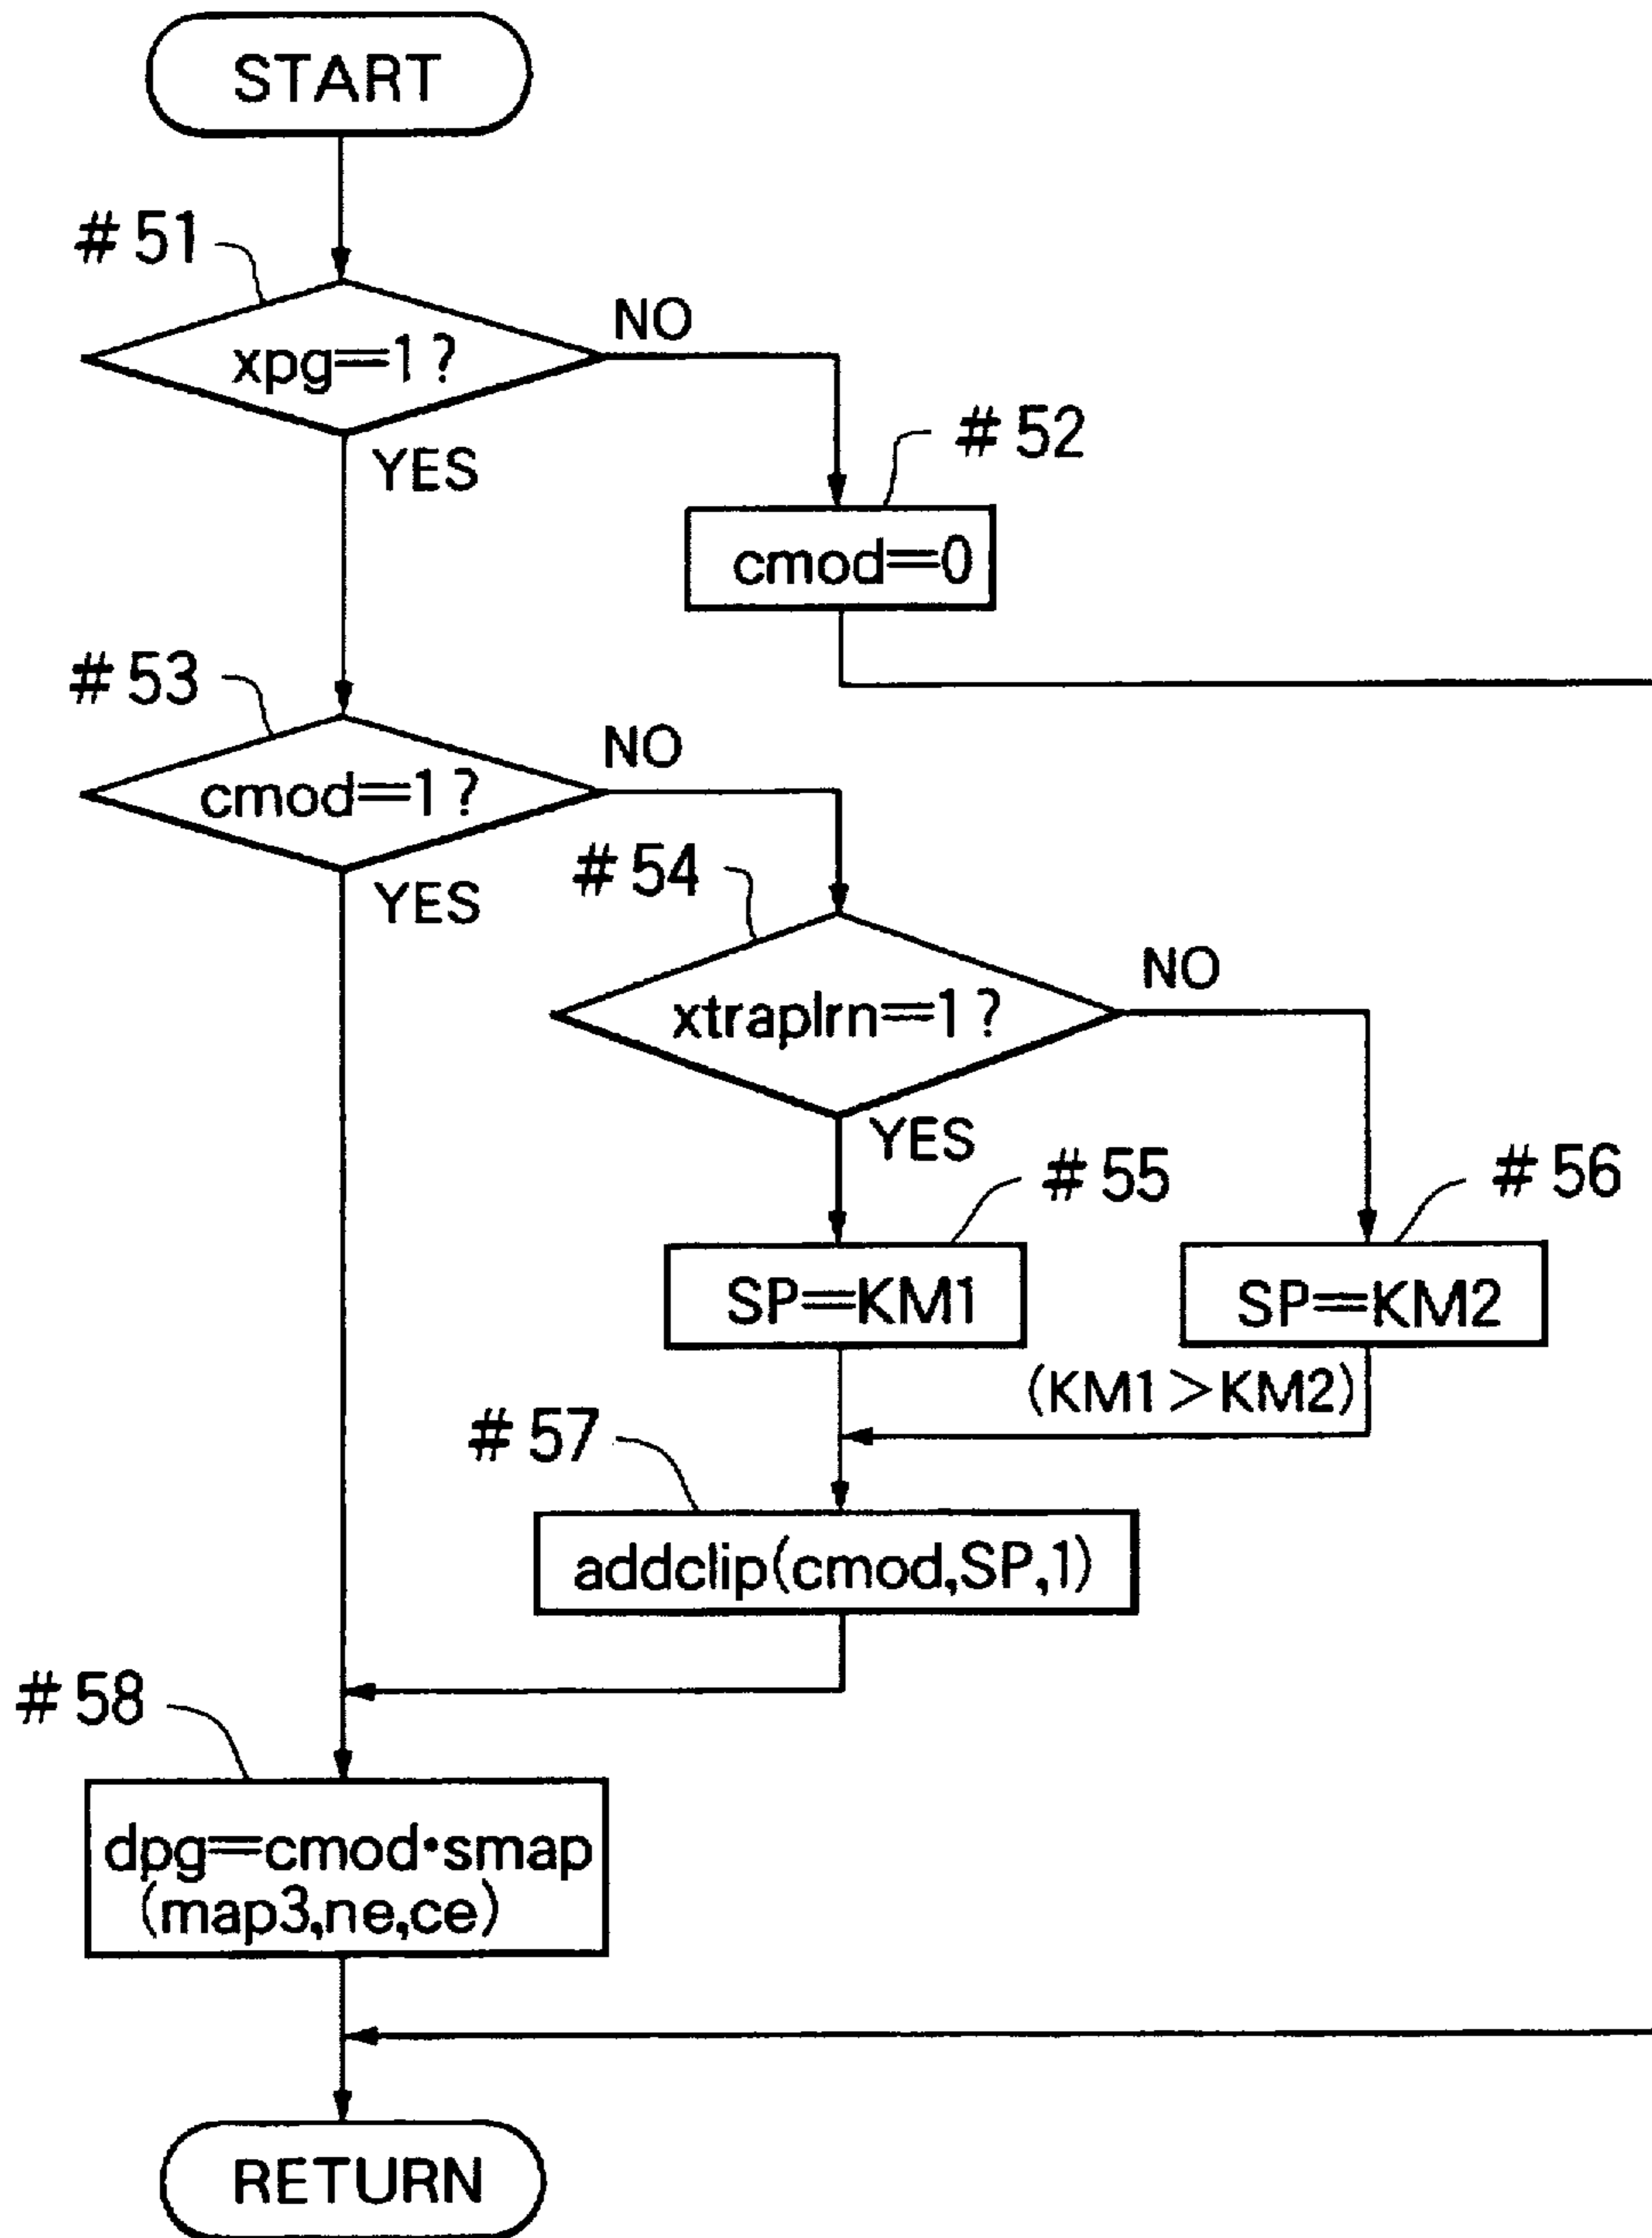 START
#51
xpg=1?
NO
YES
#52
cmod=0
#53
cmod=1?
NO
YES
#54
xtraplrn=1?
NO
YES
#55
SP=KM1
#56
SP=KM2
(KM1>KM2)
#57
addclip(cmod,SP,1)
#58
dpg=cmod·smap
(map3,ne,ce)
RETURN